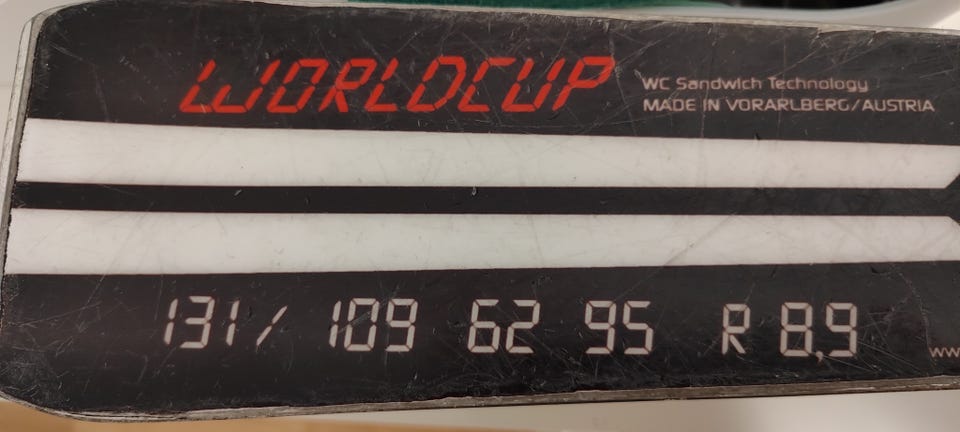 WORLDCUP
WC Sandwich Technology
MADE IN VORARLBERG/AUSTRIA
131/ 109 62 95 R 8,9